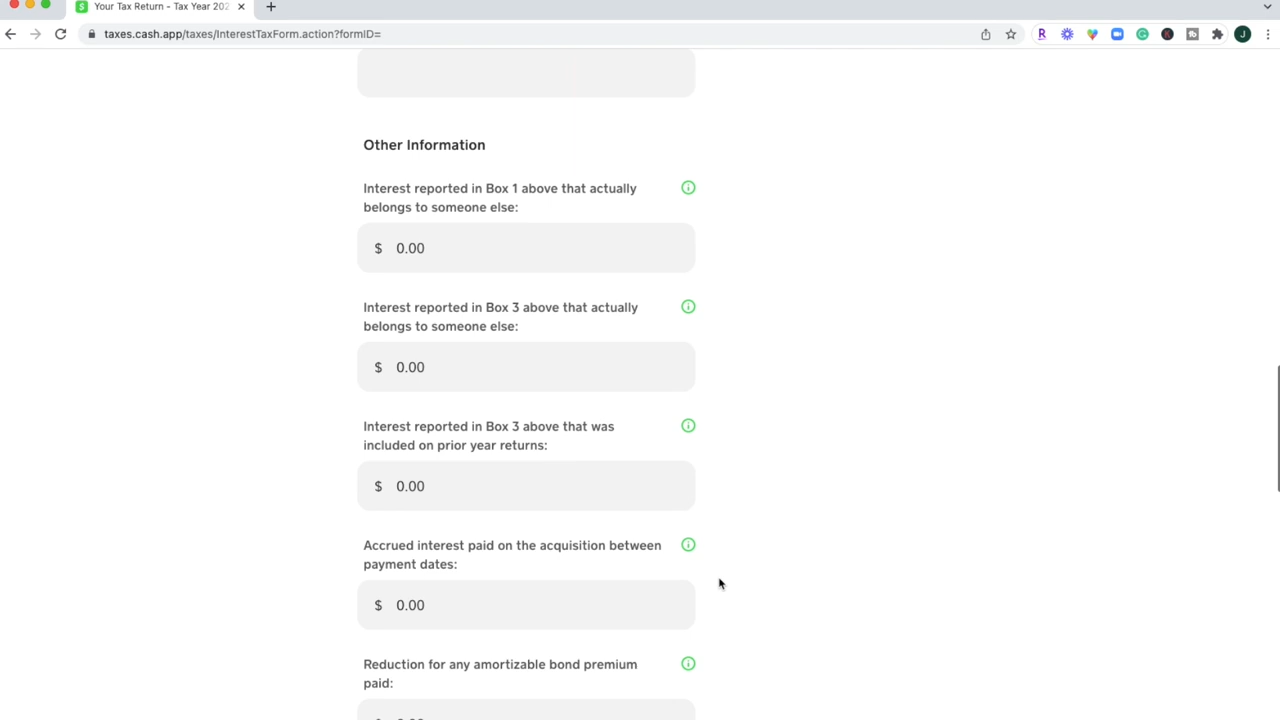 Your Tax Return - Tax Year 202
taxes.cash.app/taxes/InterestTaxForm.action?formID=
R
J
Other Information
Interest reported in Box 1 above that actually
belongs to someone else:
$ 0.00
Interest reported in Box 3 above that actually
belongs to someone else:
$ 0.00
Interest reported in Box 3 above that was
included on prior year returns:
$ 0.00
Accrued interest paid on the acquisition between
payment dates:
$ 0.00
Reduction for any amortizable bond premium
paid: